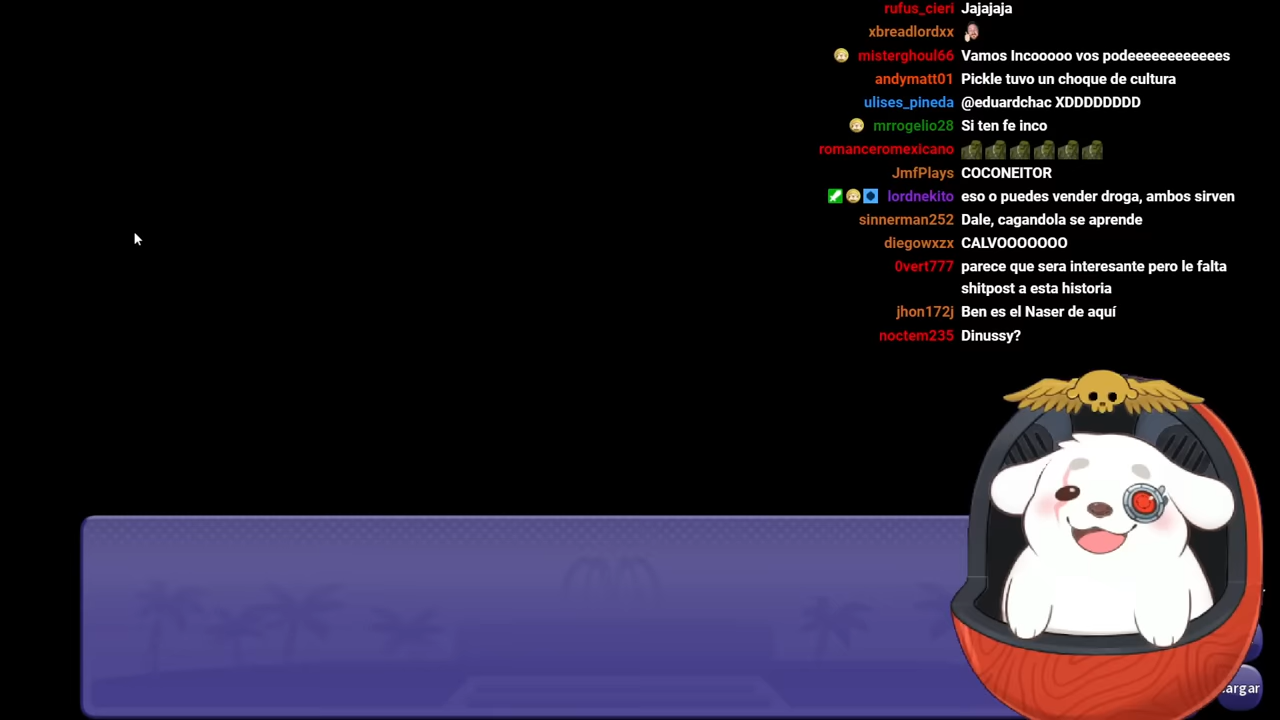 rufus_cieri Jajajaja
xbreadlordxx
misterghoul66 Vamos Incooooo vos podeeeeeeeeeeees
andymatt01 Pickle tuvo un choque de cultura
ulises_pineda @eduardchac XDDDDDDDD
mrrogelio28 Si ten fe inco
romanceromexicano
JmfPlays COCONEITOR
lordnekito eso o puedes vender droga, ambos sirven
sinnerman252 Dale, cagandola se aprende
diegowxzx CALVOOOOOOO
0vert777 parece que sera interesante pero le falta
shitpost a esta historia
jhon172j Ben es el Naser de aquí
noctem235 Dinussy?